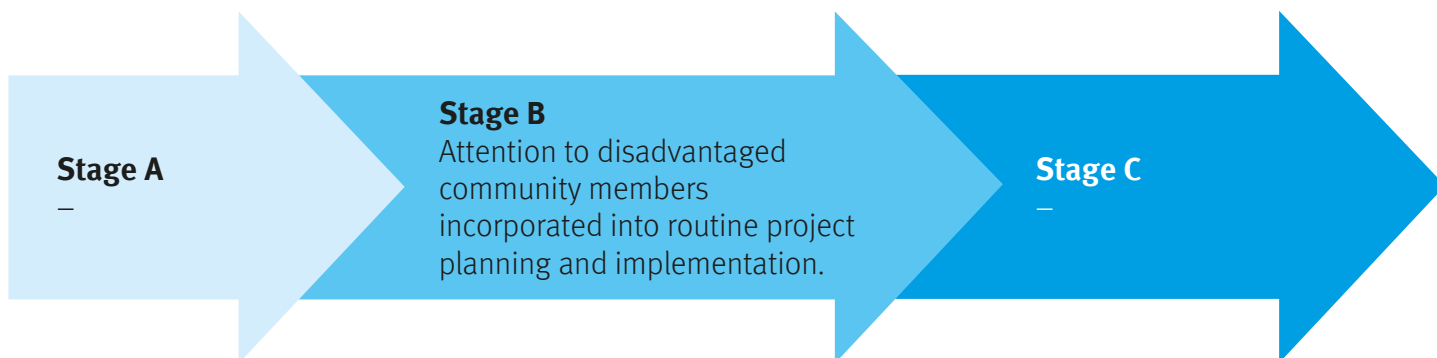 Stage A
–
Stage B
Attention to disadvantaged
community members
incorporated into routine project
planning and implementation.
Stage C
–